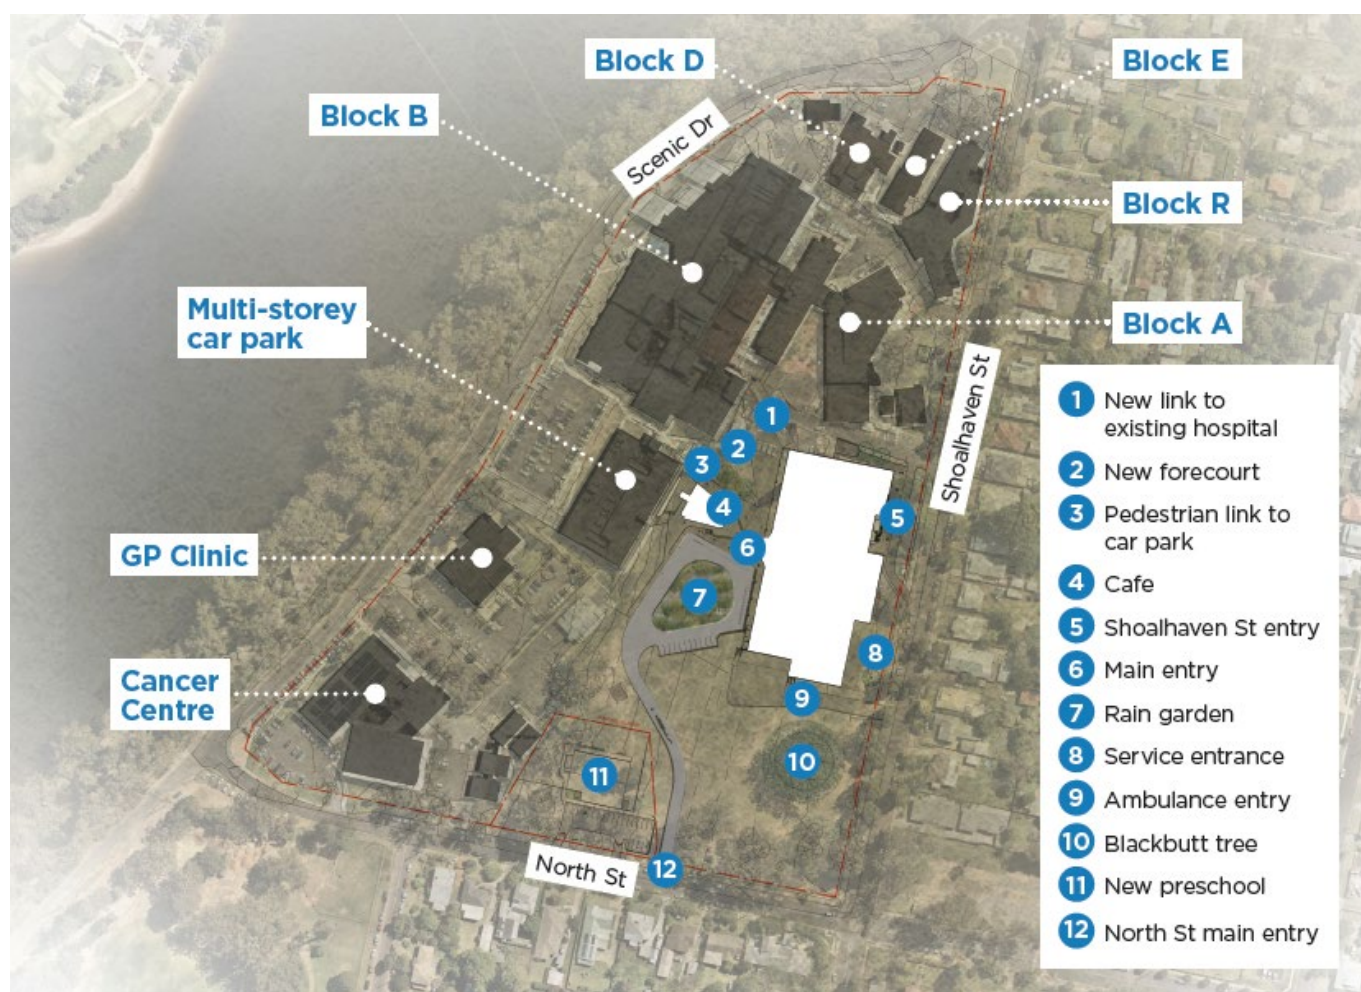 Block D
Block E
Block B
Scenic Dr
Block R
Multi-storey
car park
Block A
Shoalhaven St
GP Clinic
Cancer
Centre
North St
1
2
3
4
5
6
7
8
9
10
11
12
1 New link to
existing hospital
2 New forecourt
3 Pedestrian link to
car park
4 Cafe
5 Shoalhaven St entry
6 Main entry
7 Rain garden
8 Service entrance
9 Ambulance entry
10 Blackbutt tree
11 New preschool
12 North St main entry